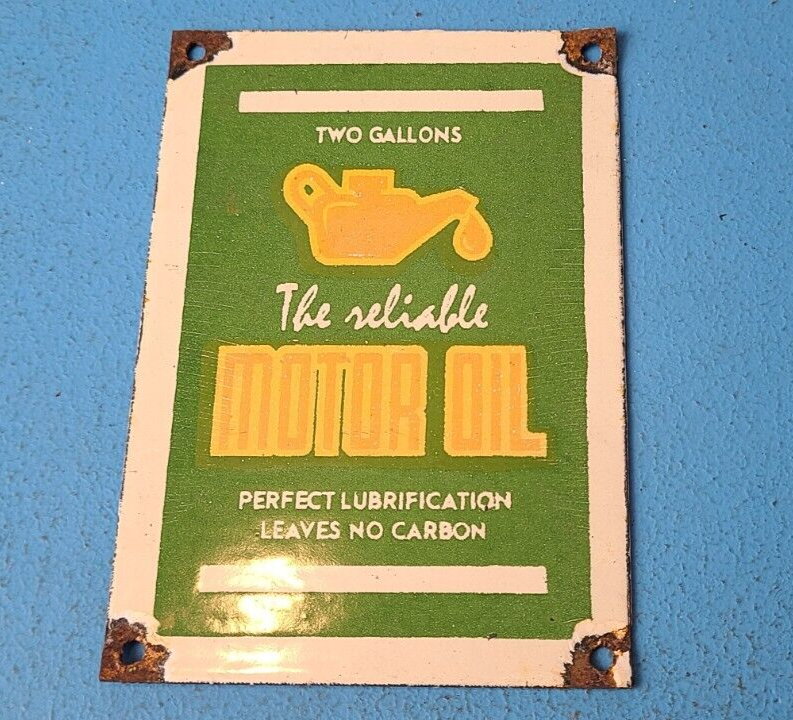 TWO GALLONS
The reliable
MOTOR OIL
PERFECT LUBRIFICATION
LEAVES NO CARBON